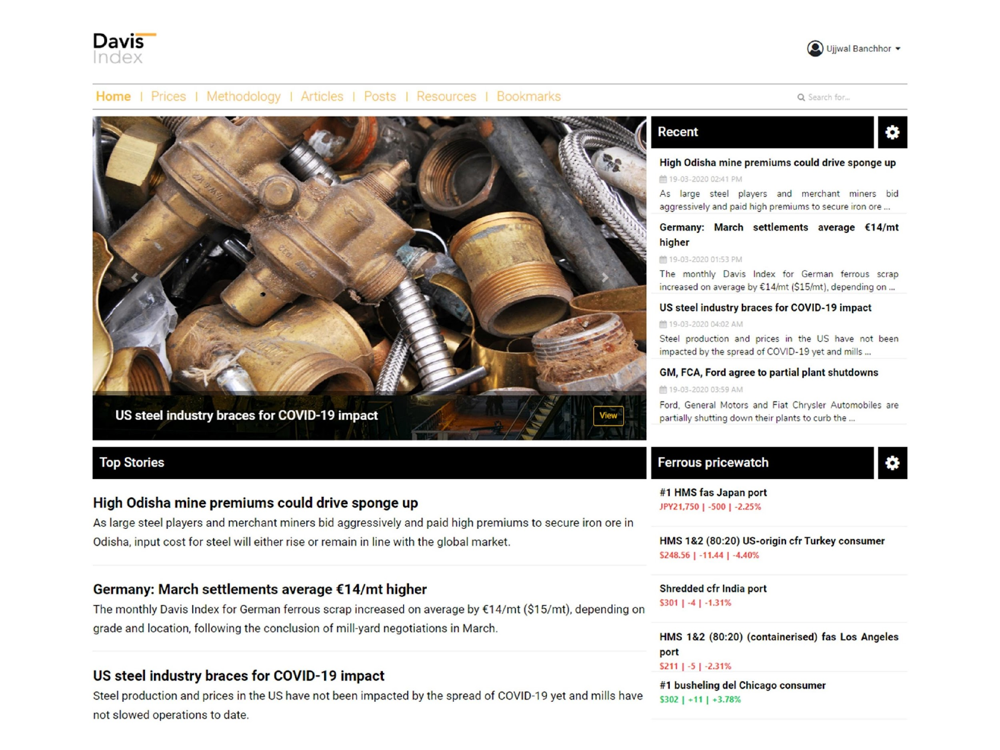 Davis
Index
Ujjwal Banchhor
Home | Prices | Methodology | Articles | Posts | Resources | Bookmarks
Search for...
Recent
High Odisha mine premiums could drive sponge up
19-03-2020 02:41 PM
As large steel players and merchant miners bid
aggressively and paid high premiums to secure iron ore ...
Germany: March settlements average €14/mt
higher
19-03-2020 01:53 PM
The monthly Davis Index for German ferrous scrap
increased on average by €14/mt ($15/mt), depending on ...
US steel industry braces for COVID-19 impact
19-03-2020 04:02 AM
Steel production and prices in the US have not been
impacted by the spread of COVID-19 yet and mills ...
GM, FCA, Ford agree to partial plant shutdowns
19-03-2020 03:59 AM
Ford, General Motors and Fiat Chrysler Automobiles are
partially shutting down their plants to curb the ...
US steel industry braces for COVID-19 impact
View
Top Stories
High Odisha mine premiums could drive sponge up
As large steel players and merchant miners bid aggressively and paid high premiums to secure iron ore in
Odisha, input cost for steel will either rise or remain in line with the global market.
Germany: March settlements average €14/mt higher
The monthly Davis Index for German ferrous scrap increased on average by €14/mt ($15/mt), depending on
grade and location, following the conclusion of mill-yard negotiations in March.
US steel industry braces for COVID-19 impact
Steel production and prices in the US have not been impacted by the spread of COVID-19 yet and mills have
not slowed operations to date.
Ferrous pricewatch
#1 HMS fas Japan port
JPY21,750 | -500 | -2.25%
HMS 1&2 (80:20) US-origin cfr Turkey consumer
$248.56 | -11.44 | -4.40%
Shredded cfr India port
$301 | -4 | -1.31%
HMS 1&2 (80:20) (containerised) fas Los Angeles
port
$211 | -5 | -2.31%
#1 busheling del Chicago consumer
$302 | +11 | +3.78%